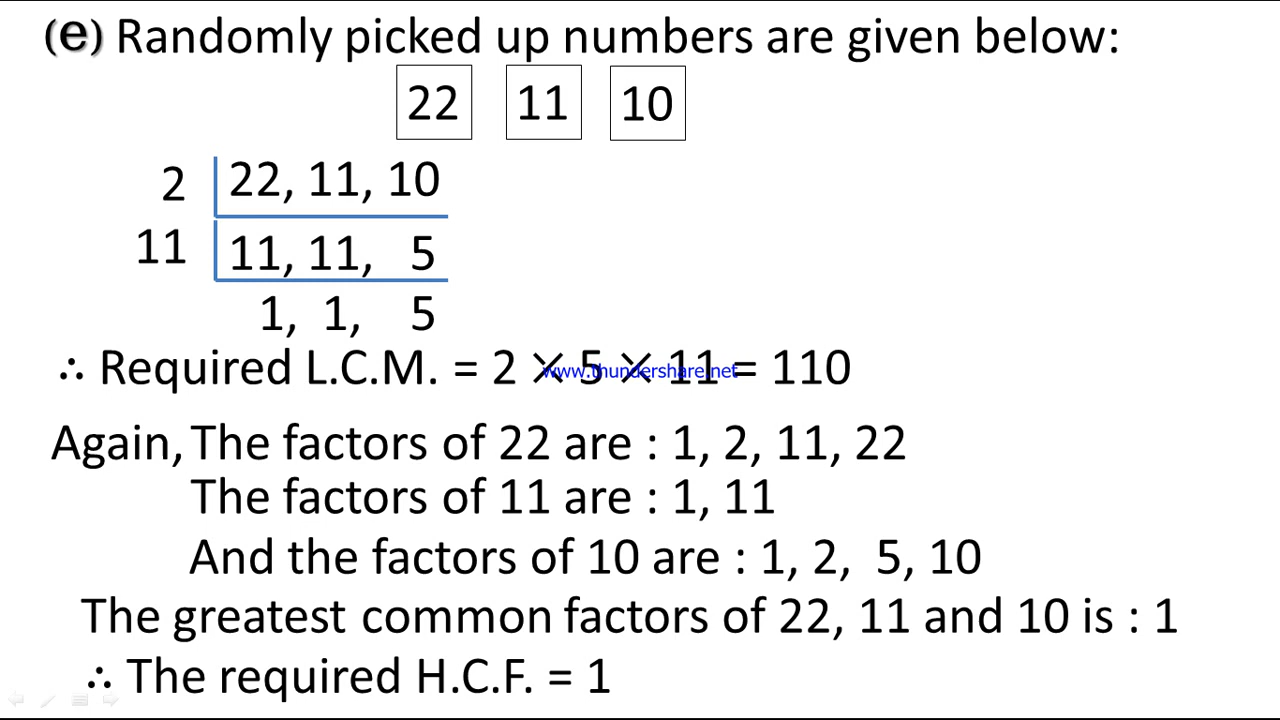 (e) Randomly picked up numbers are given below:
22 11 10
2 22, 11, 10
11 11, 11, 5
1, 1, 5
∴ Required L.C.M. = 2 × 5 × 11 = 110
www.thundershare.net
Again, The factors of 22 are : 1, 2, 11, 22
The factors of 11 are : 1, 11
And the factors of 10 are : 1, 2, 5, 10
The greatest common factors of 22, 11 and 10 is : 1
∴ The required H.C.F. = 1